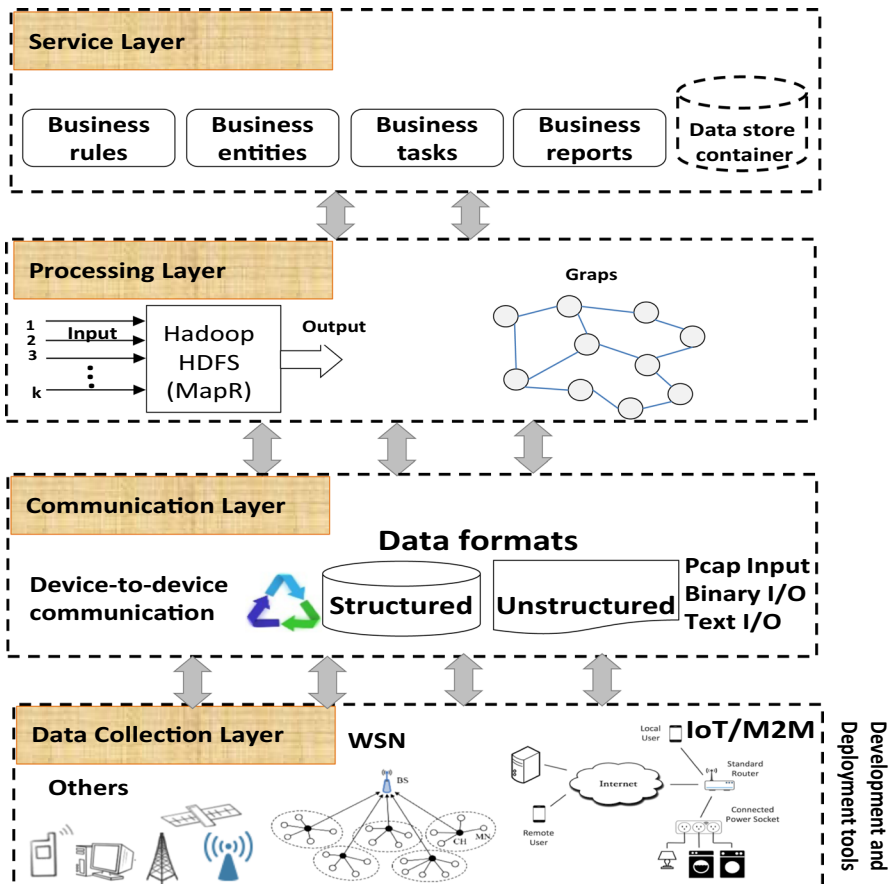 Service Layer
Business
rules
Business
entities
Business
tasks
Business
reports
Data store
container
Processing Layer
Graps
1
2
3
k
Input
Hadoop
HDFS
(MapR)
Output
Communication Layer
Data formats
Device-to-device
communication
Structured
Unstructured
Pcap Input
Binary I/O
Text I/O
Data Collection Layer
WSN
IoT/M2M
Others
BS
CH
MN
Local
User
Internet
Standard
Router
Remote
User
Connected
Power Socket
Development and
Deployment tools